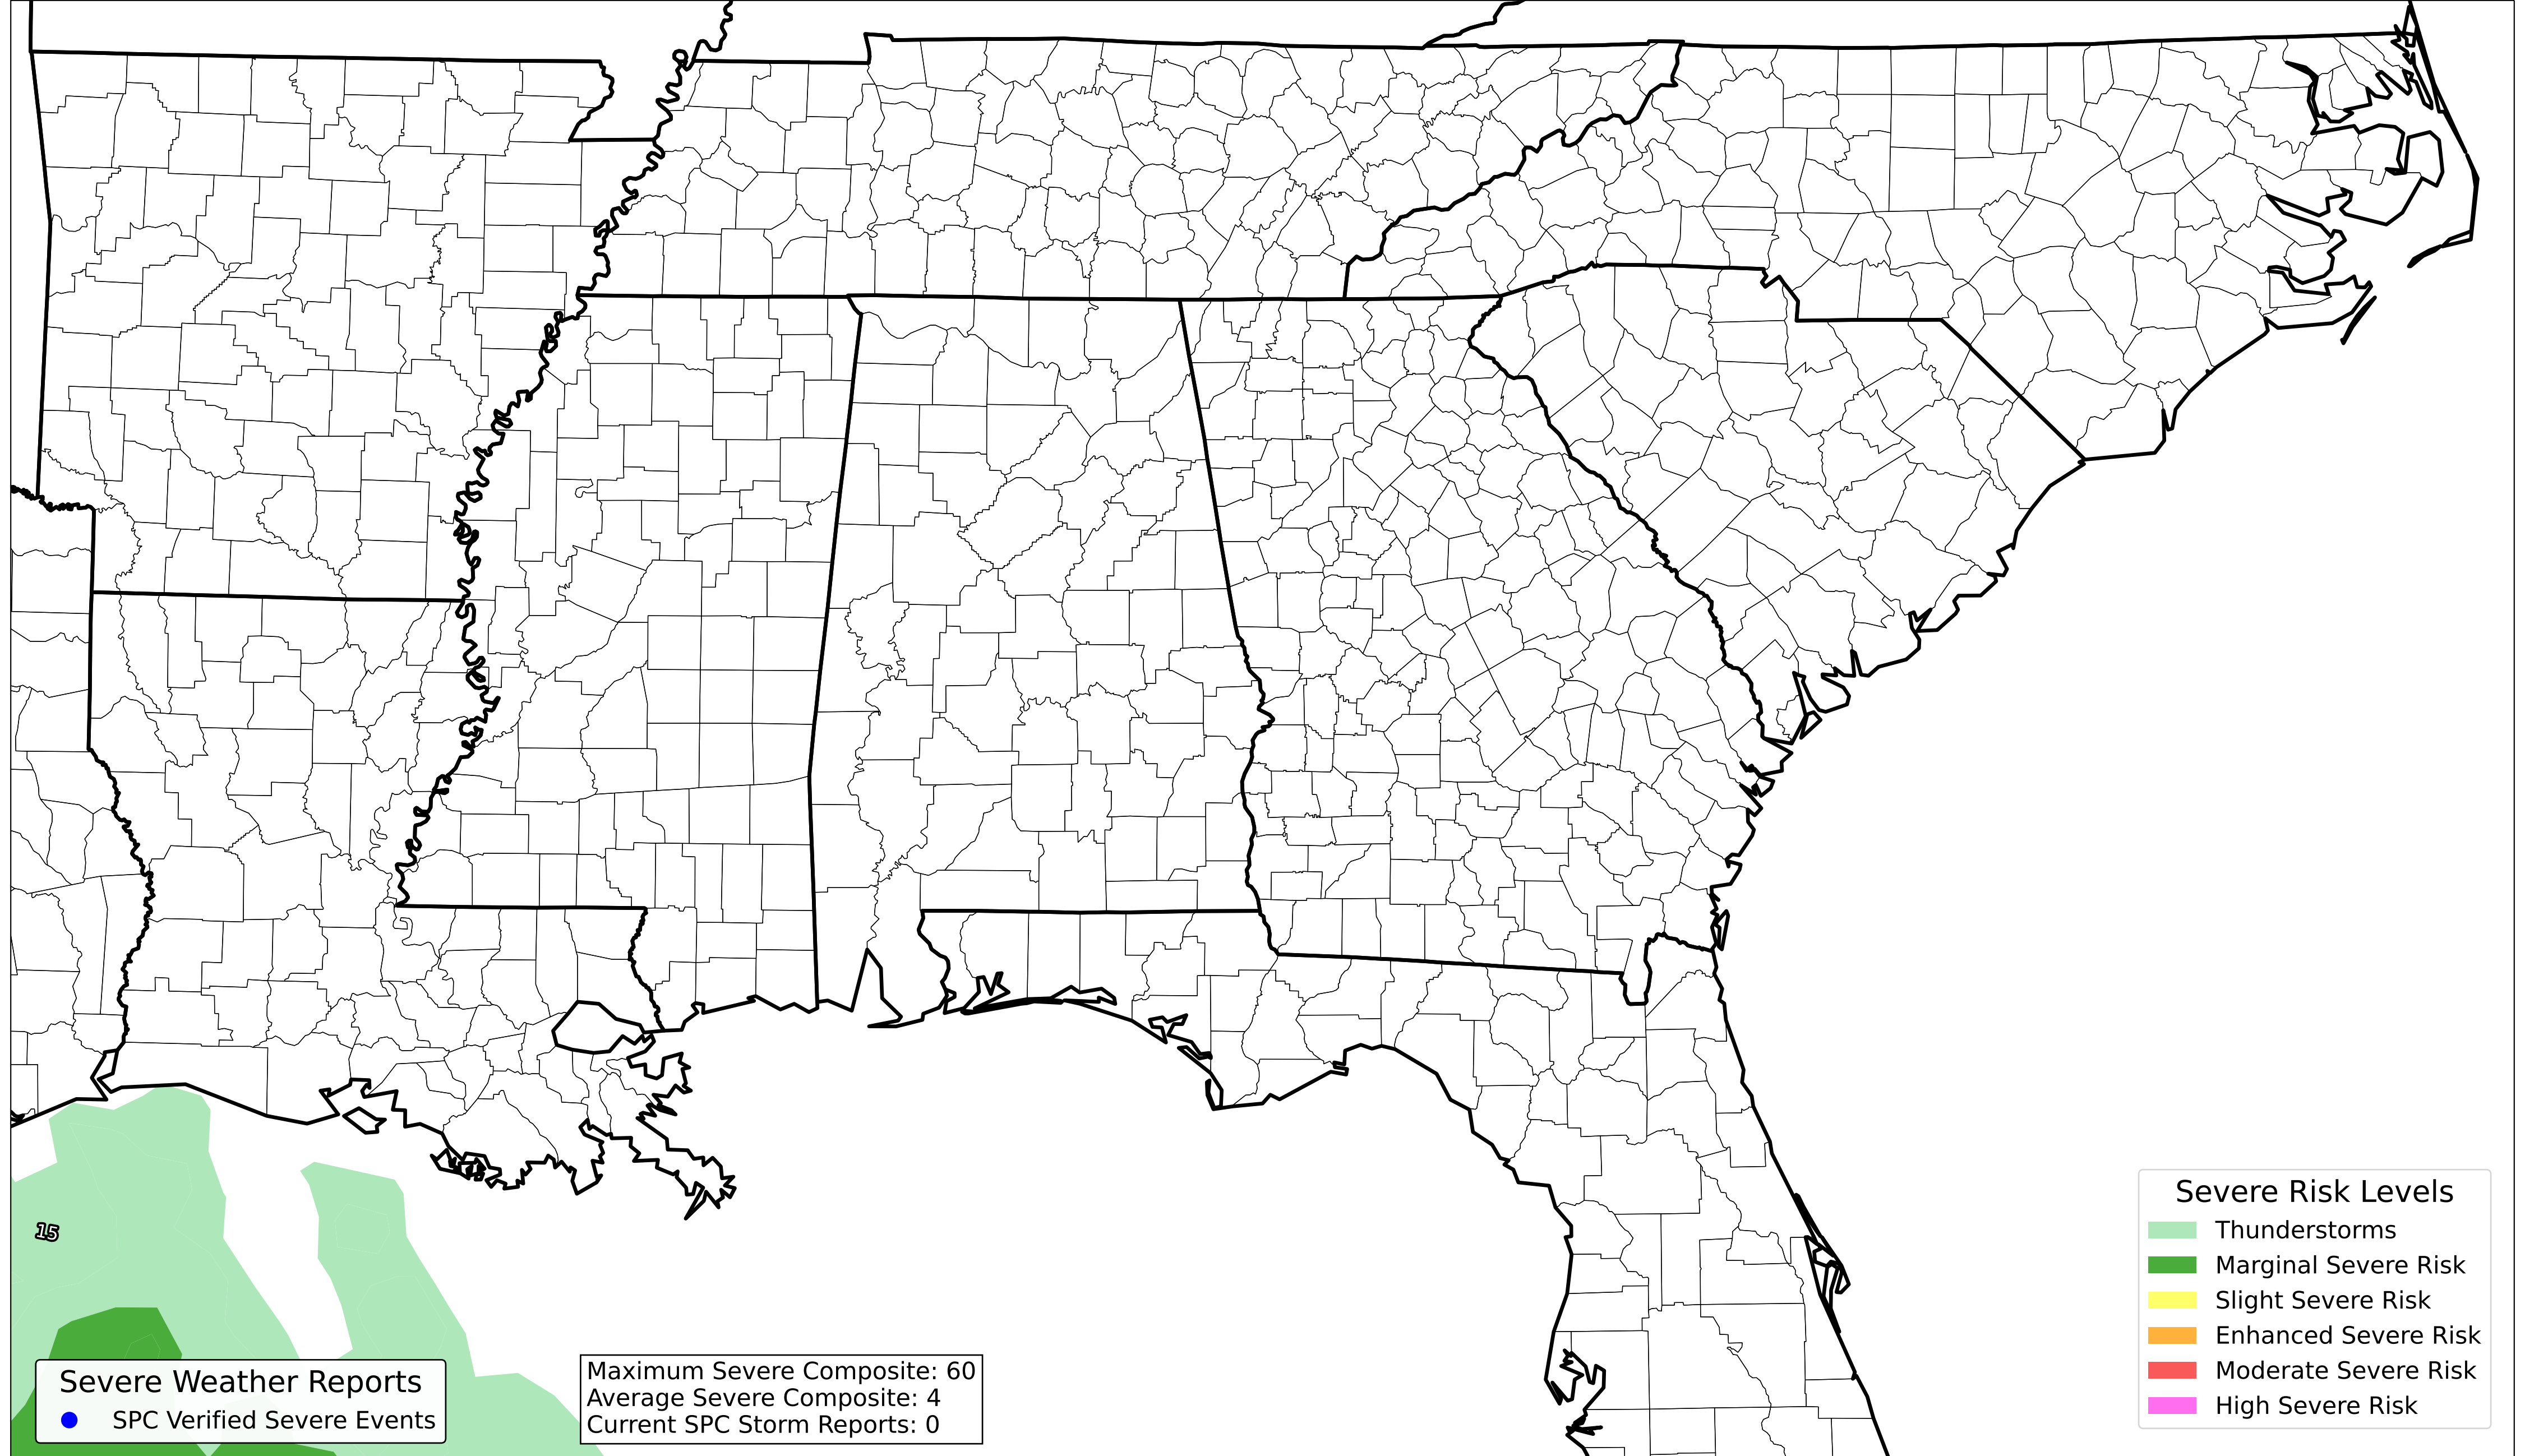 15
Severe Weather Reports
SPC Verified Severe Events
Maximum Severe Composite: 60
Average Severe Composite: 4
Current SPC Storm Reports: 0
Severe Risk Levels
Thunderstorms
Marginal Severe Risk
Slight Severe Risk
Enhanced Severe Risk
Moderate Severe Risk
High Severe Risk